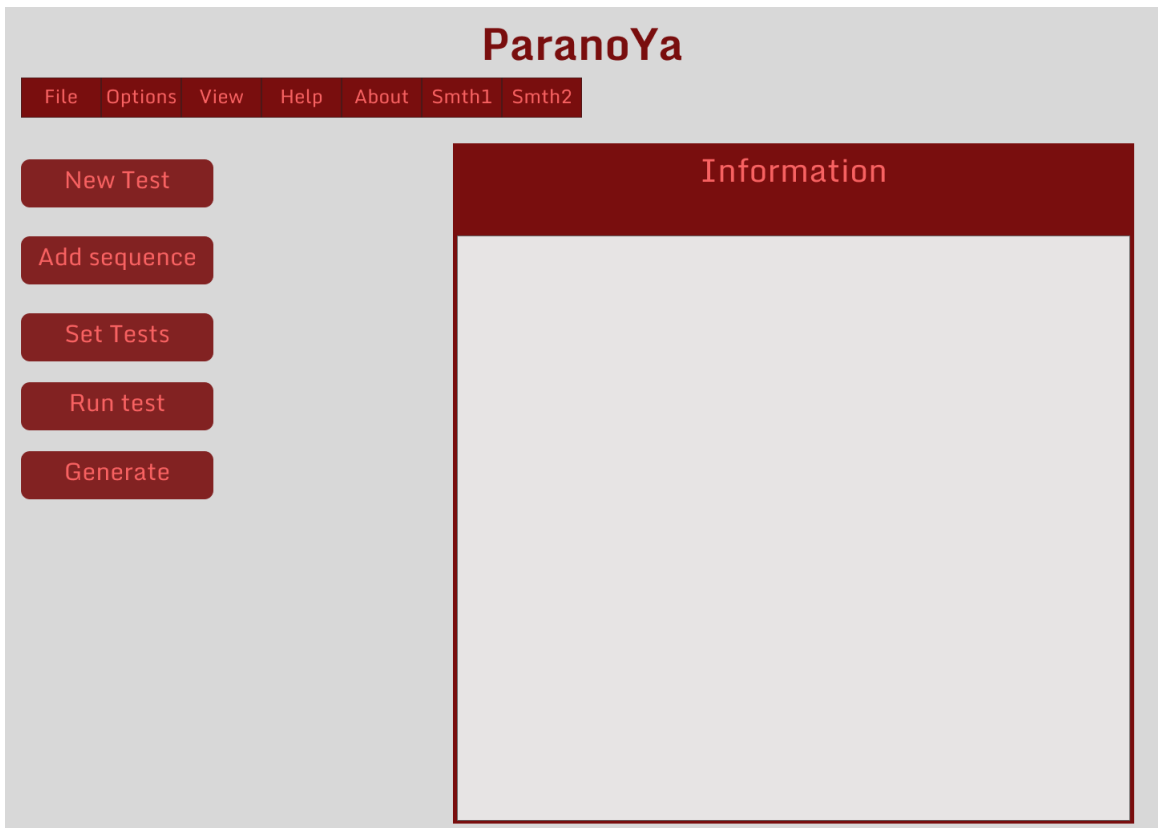 ParanoYa
File Options View Help About Smth1 Smth2
New Test
Information
Add sequence
Set Tests
Run test
Generate